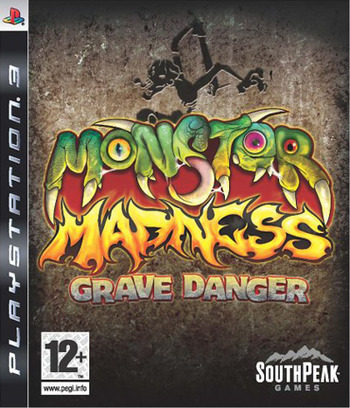 PLAYSTATION.3
MONSTER
MADNESS
GRAVE DANGER
12+
www.pegi.info
SOUTHPEAK
GAMES